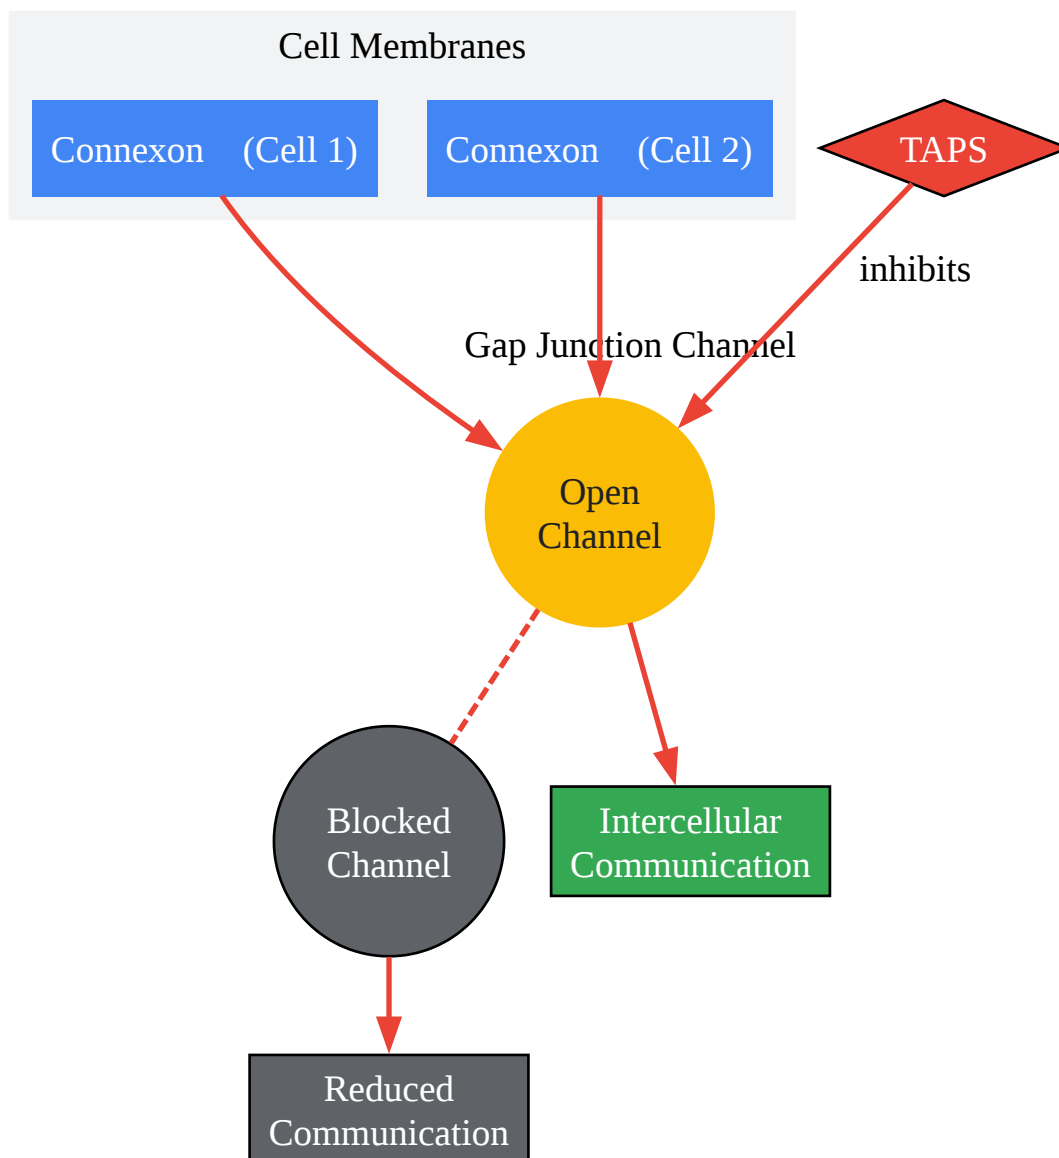 Cell Membranes
Connexon    (Cell 1)
Connexon    (Cell 2)
TAPS
inhibits
Gap Junction Channel
Open
Channel
Blocked
Channel
Intercellular
Communication
Reduced
Communication